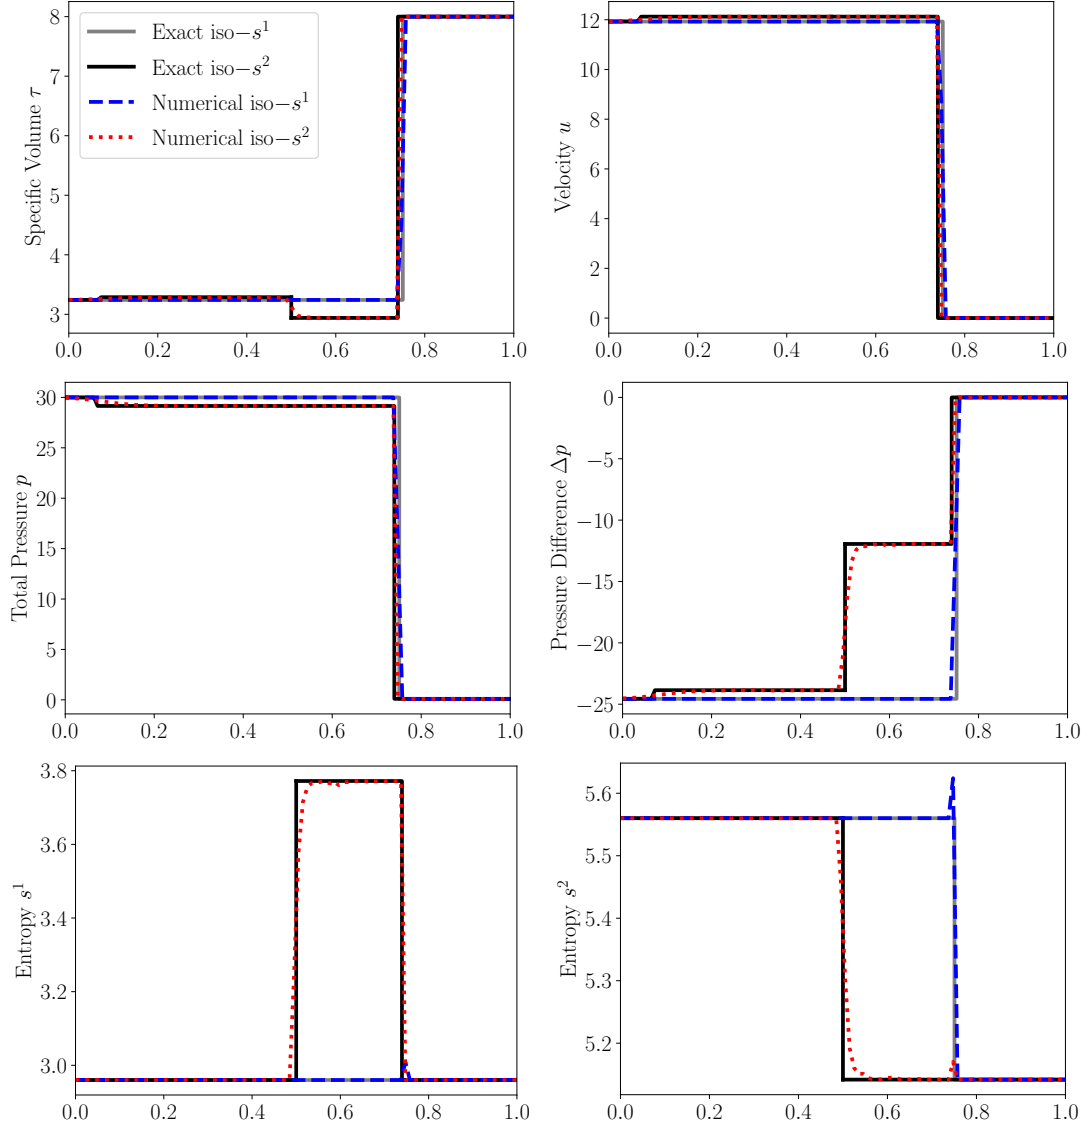 8
7
6
5
4
3
Specific Volume τ
Exact iso−s¹
Exact iso−s²
Numerical iso−s¹
Numerical iso−s²
0.0 0.2 0.4 0.6 0.8 1.0
12
10
8
6
4
2
0
Velocity u
0.0 0.2 0.4 0.6 0.8 1.0
30
25
20
15
10
5
0
Total Pressure p
0.0 0.2 0.4 0.6 0.8 1.0
0
−5
−10
−15
−20
−25
Pressure Difference Δp
0.0 0.2 0.4 0.6 0.8 1.0
3.8
3.6
3.4
3.2
3.0
Entropy s¹
0.0 0.2 0.4 0.6 0.8 1.0
5.6
5.5
5.4
5.3
5.2
Entropy s²
0.0 0.2 0.4 0.6 0.8 1.0